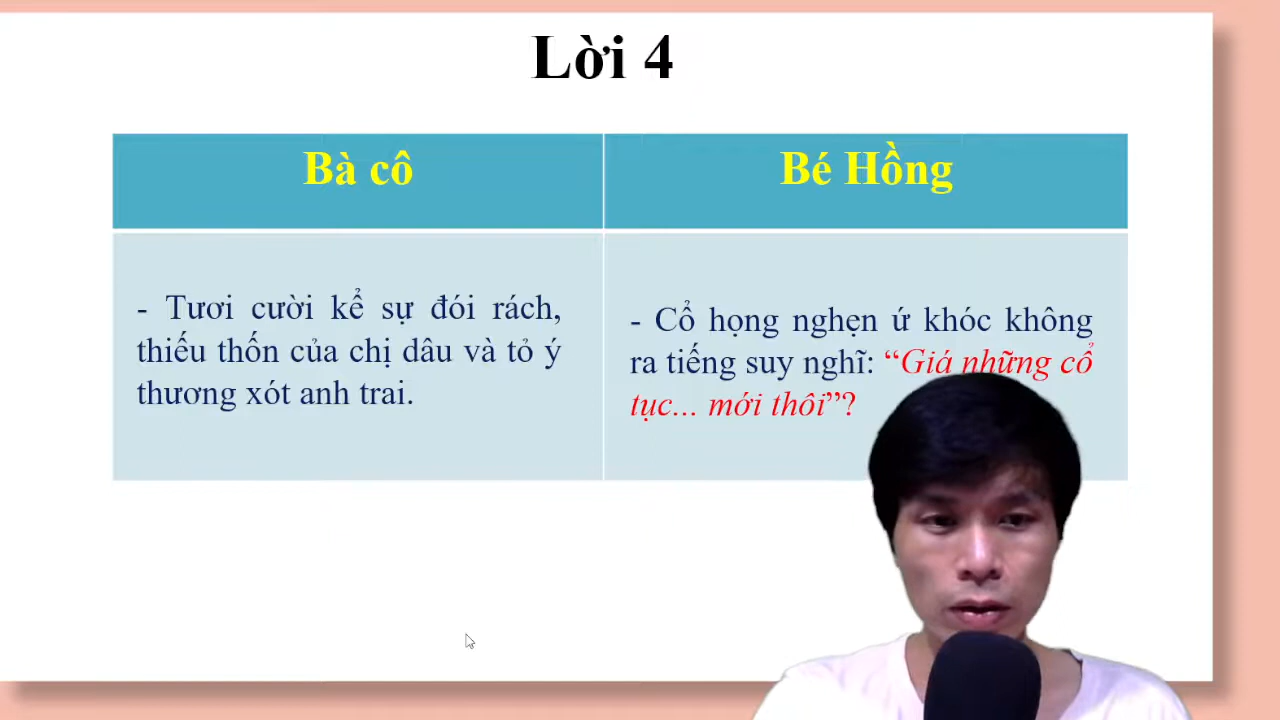 Lời 4
Bà cô
Bé Hồng
- Tươi cười kể sự đói rách,
thiếu thốn của chị dâu và tỏ ý
thương xót anh trai.
- Cổ họng nghẹn ứ khóc không
ra tiếng suy nghĩ: “Giá những cổ
tục... mới thôi”?